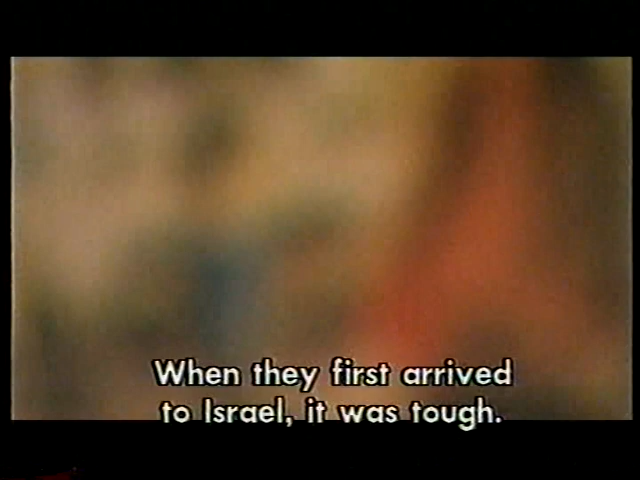 When they first arrived
to Israel, it was tough.